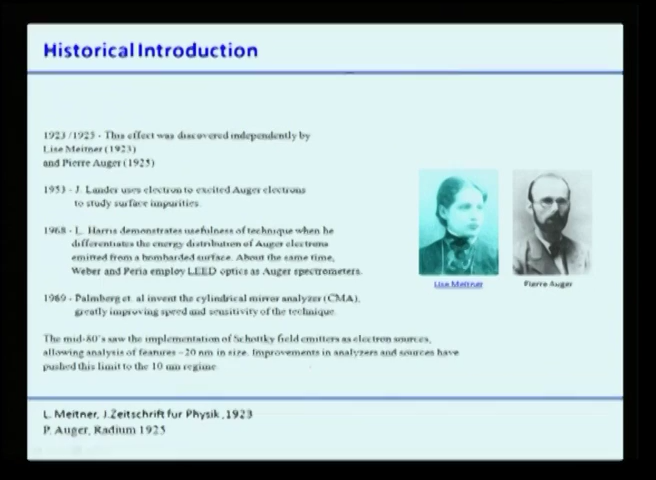 Historical Introduction
1923 /1925 - This effect was discovered independently by
Lise Meitner (1923)
and Pierre Auger (1925)
1953 - J. Lander uses electron to excited Auger electrons
to study surface impurities.
1968 - L. Harris demonstrates usefulness of technique when he
differentiates the energy distribution of Auger electrons
emitted from a bombarded surface. About the same time,
Weber and Peria employ LEED optics as Auger spectrometers.
1969 - Palmberg et. al invent the cylindrical mirror analyzer (CMA),
greatly improving speed and sensitivity of the technique.
Lise Meitner
Pierre Auger
The mid-80's saw the implementation of Schottky field emitters as electron sources,
allowing analysis of features ~20 nm in size. Improvements in analyzers and sources have
pushed this limit to the 10 nm regime
L. Meitner, J.Zeitschrift fur Physik ,1923
P. Auger, Radium 1925